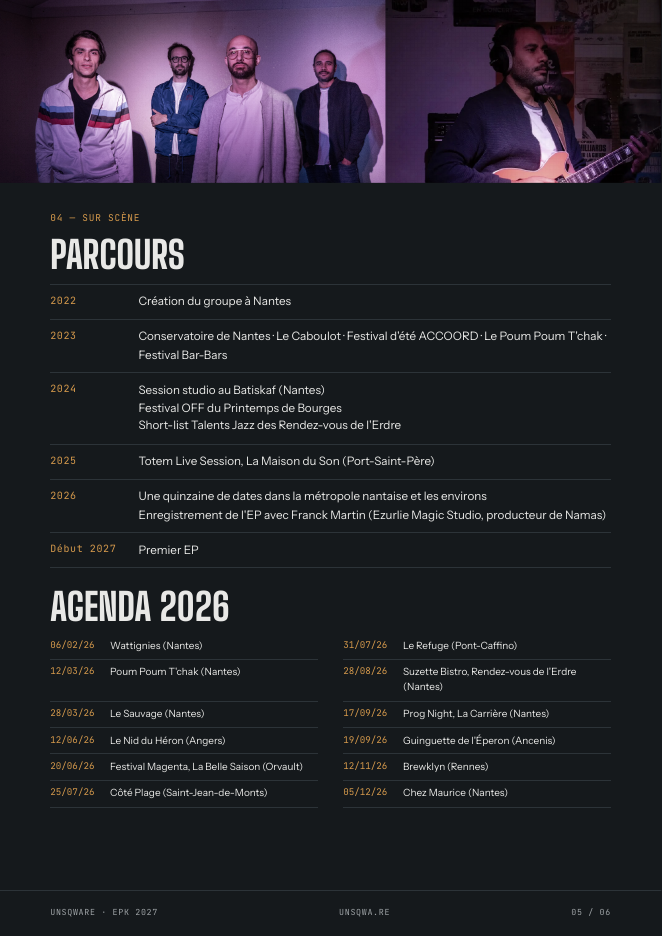 04 — SUR SCÈNE
PARCOURS
2022 Création du groupe à Nantes
2023 Conservatoire de Nantes · Le Caboulot · Festival d'été ACCOORD · Le Poum Poum T'chak ·
Festival Bar-Bars
2024 Session studio au Batiskaf (Nantes)
Festival OFF du Printemps de Bourges
Short-list Talents Jazz des Rendez-vous de l'Erdre
2025 Totem Live Session, La Maison du Son (Port-Saint-Père)
2026 Une quinzaine de dates dans la métropole nantaise et les environs
Enregistrement de l'EP avec Franck Martin (Ezurlie Magic Studio, producteur de Namas)
Début 2027 Premier EP
AGENDA 2026
06/02/26 Wattignies (Nantes)
12/03/26 Poum Poum T'chak (Nantes)
28/03/26 Le Sauvage (Nantes)
12/06/26 Le Nid du Héron (Angers)
20/06/26 Festival Magenta, La Belle Saison (Orvault)
25/07/26 Côté Plage (Saint-Jean-de-Monts)
31/07/26 Le Refuge (Pont-Caffino)
28/08/26 Suzette Bistro, Rendez-vous de l'Erdre
(Nantes)
17/09/26 Prog Night, La Carrière (Nantes)
19/09/26 Guinguette de l'Éperon (Ancenis)
12/11/26 Brewklyn (Rennes)
05/12/26 Chez Maurice (Nantes)
UNSQWARE · EPK 2027
UNSQWA.RE
05 / 06